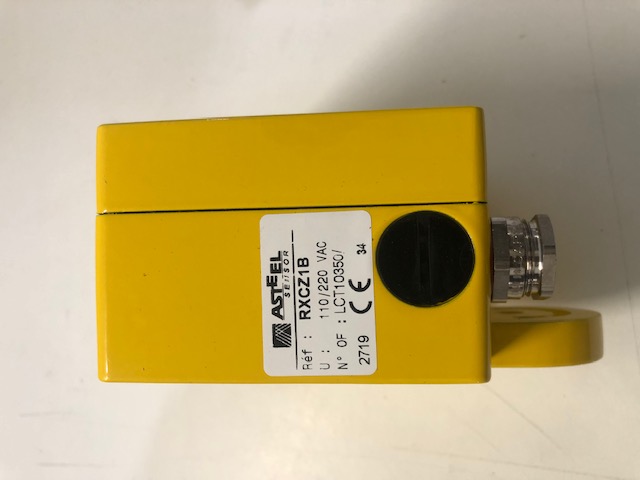 ASTEEL
SENSOR
Réf : RXCZ1B
U : 110/220 VAC
N° OF : LCT10350/
2719 CE 34